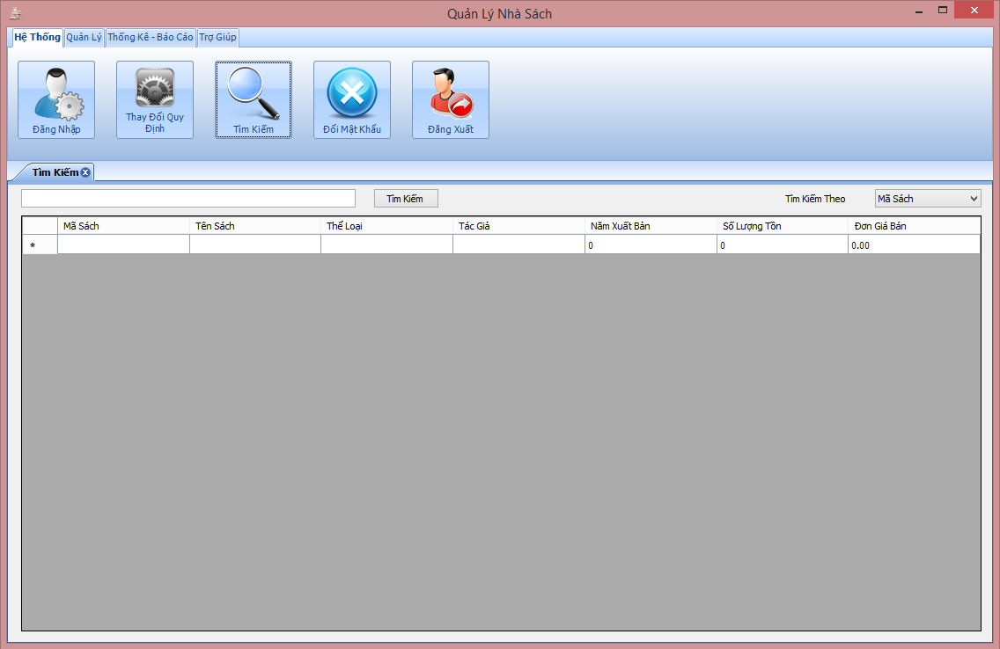 Quản Lý Nhà Sách
Hệ Thống Quản Lý Thống Kê - Báo Cáo Trợ Giúp
Đăng Nhập
Thay Đổi Quy
Định
Tìm Kiếm
Đổi Mật Khẩu
Đăng Xuất
Tìm Kiếm
Tìm Kiếm Tìm Kiếm Theo Mã Sách
Mã Sách Tên Sách Thể Loại Tác Giả Năm Xuất Bản Số Lượng Tồn Đơn Giá Bán
* 0 0 0.00